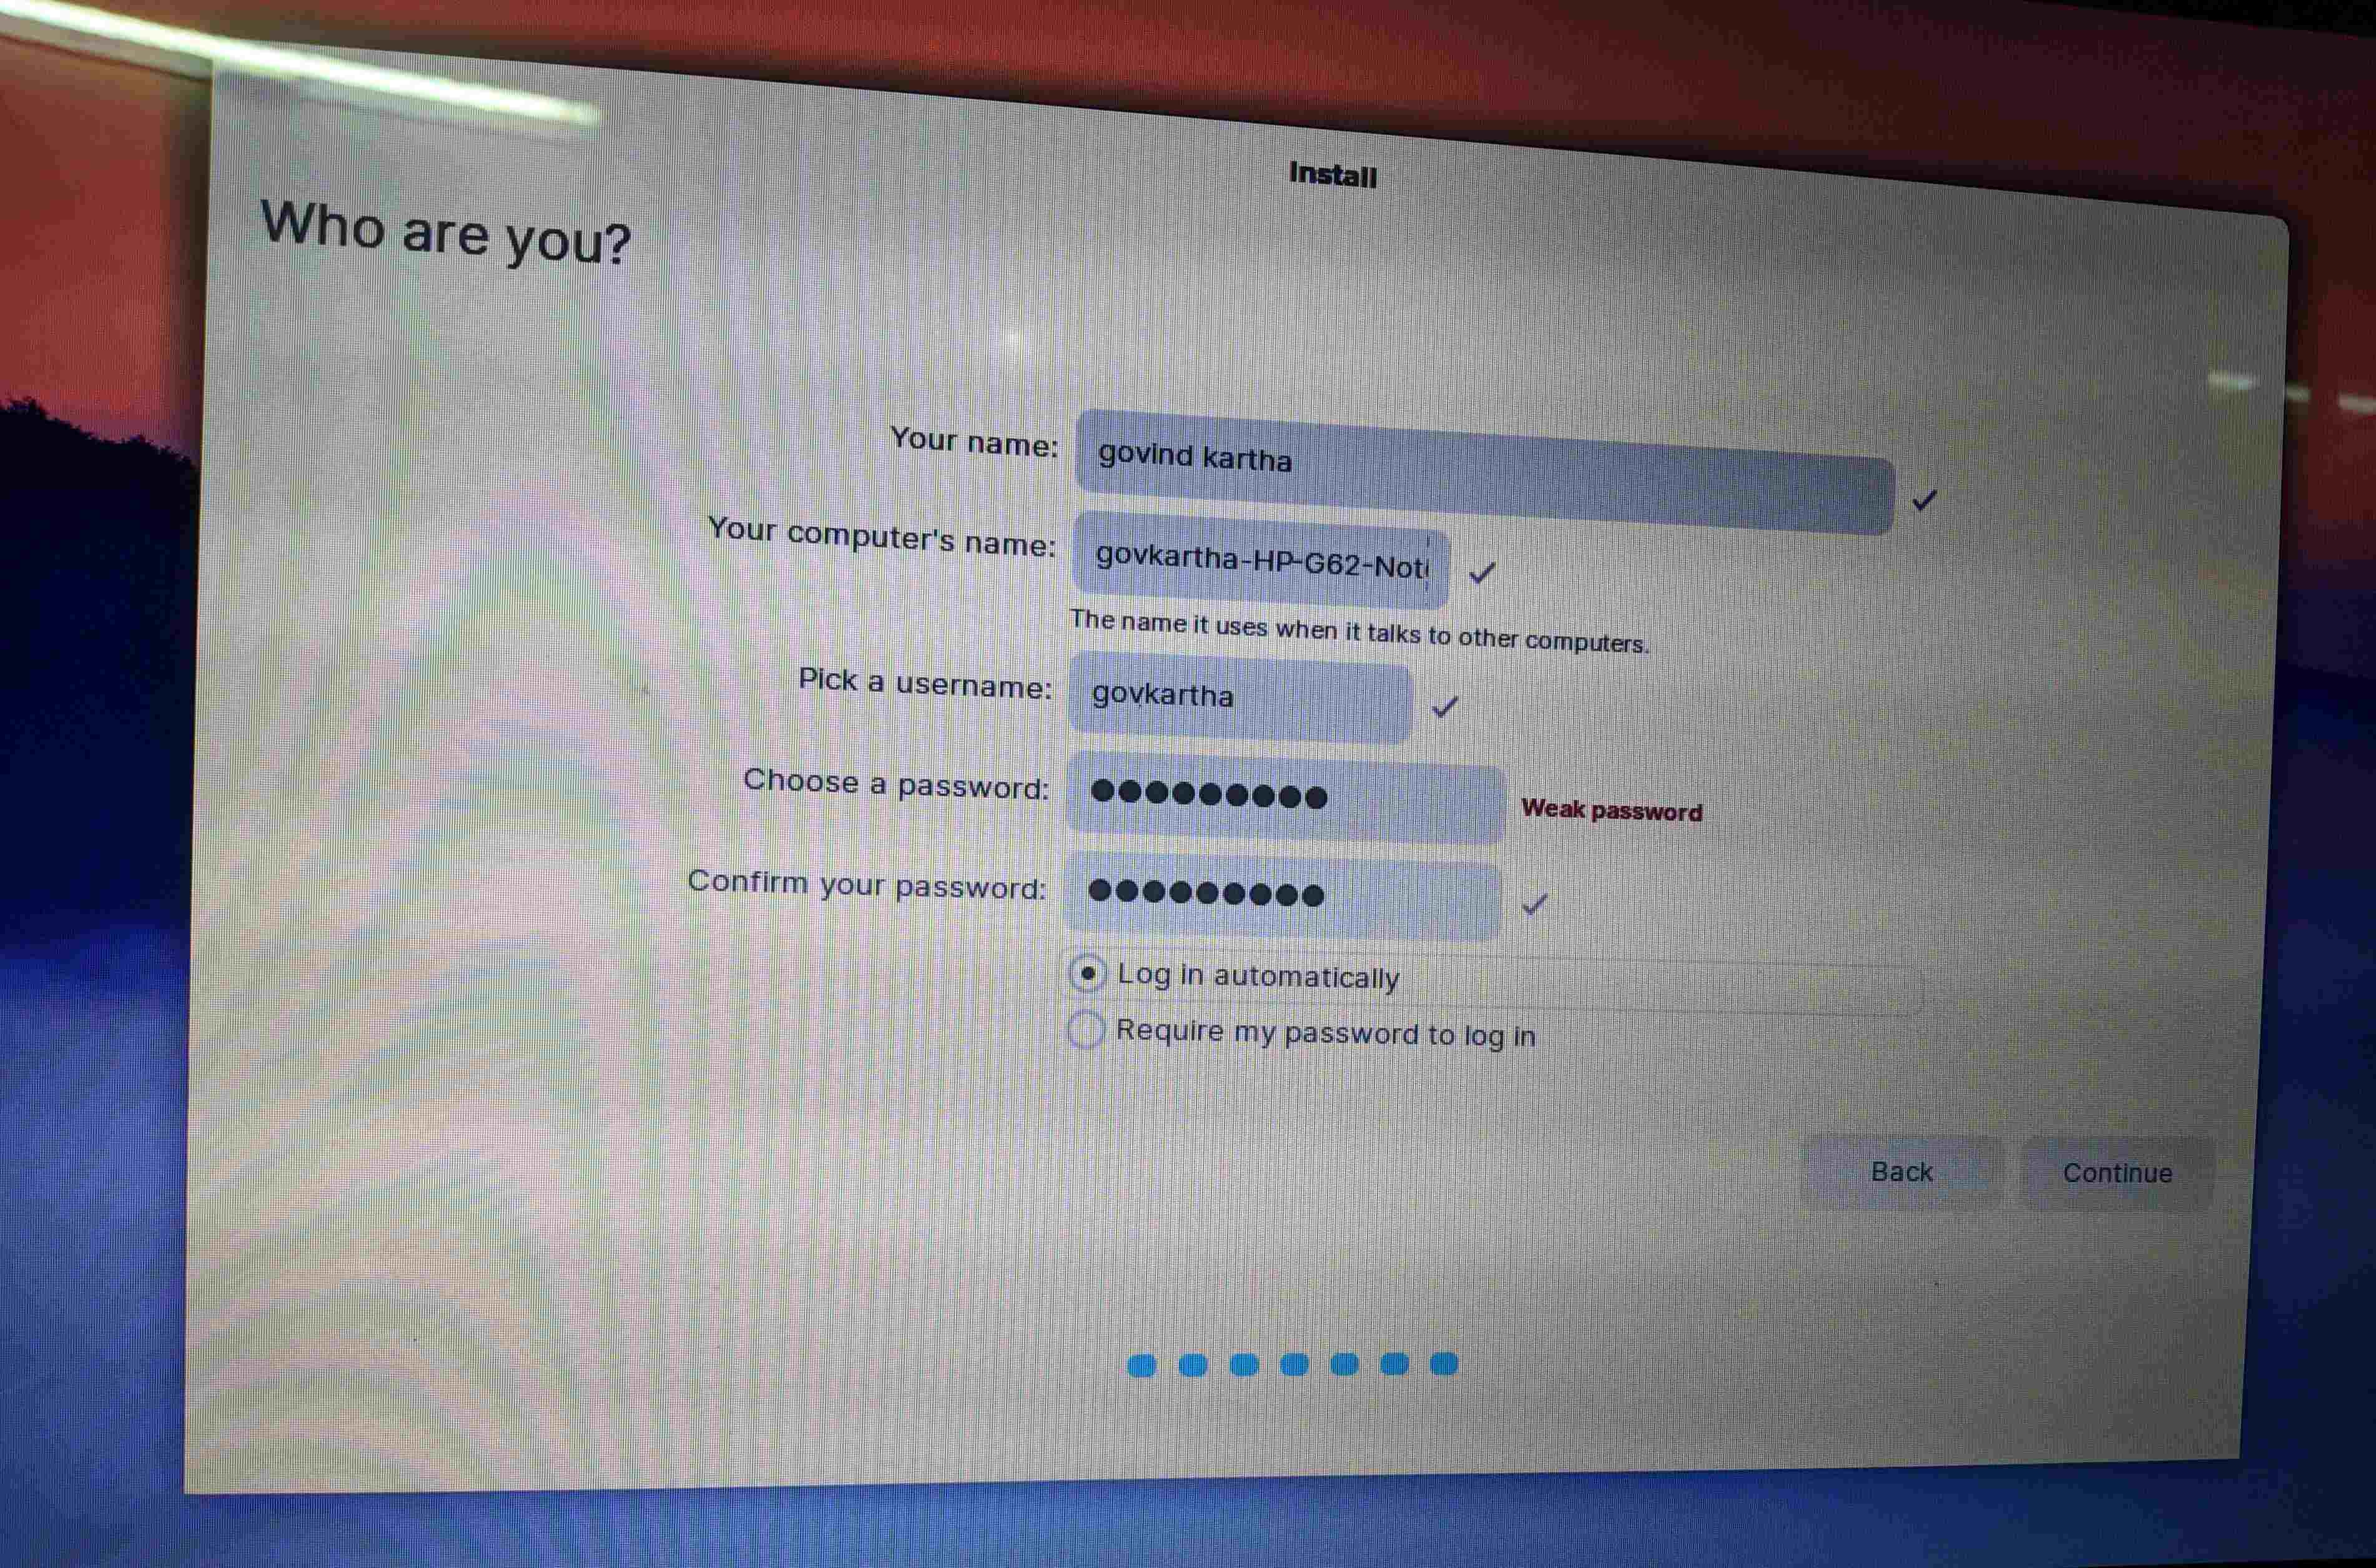 Install
Who are you?
Your name: govind kartha
Your computer's name: govkartha-HP-G62-Not
The name it uses when it talks to other computers.
Pick a username: govkartha
Choose a password: ●●●●●●●●● Weak password
Confirm your password: ●●●●●●●●●
Log in automatically
Require my password to log in
Back Continue